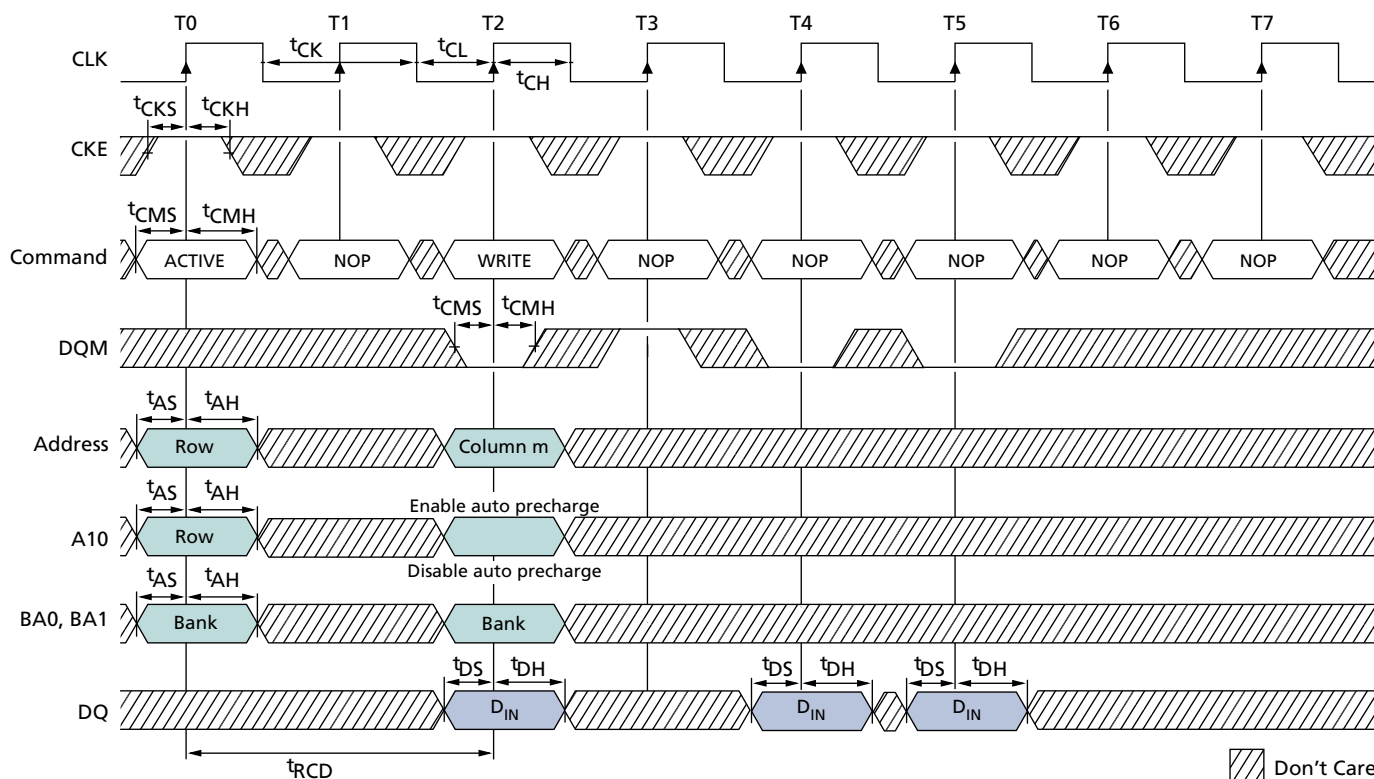 T0 T1 T2 T3 T4 T5 T6 T7
CLK
tCK tCL
tCH
tCKS tCKH
CKE
tCMS tCMH
Command ACTIVE NOP WRITE NOP NOP NOP NOP NOP
tCMS tCMH
DQM
tAS tAH
Address Row Column m
tAS tAH Enable auto precharge
A10 Row
Disable auto precharge
tAS tAH
BA0, BA1 Bank Bank
tDS tDH tDS tDH tDS tDH
DQ DIN DIN DIN
tRCD
Don't Care